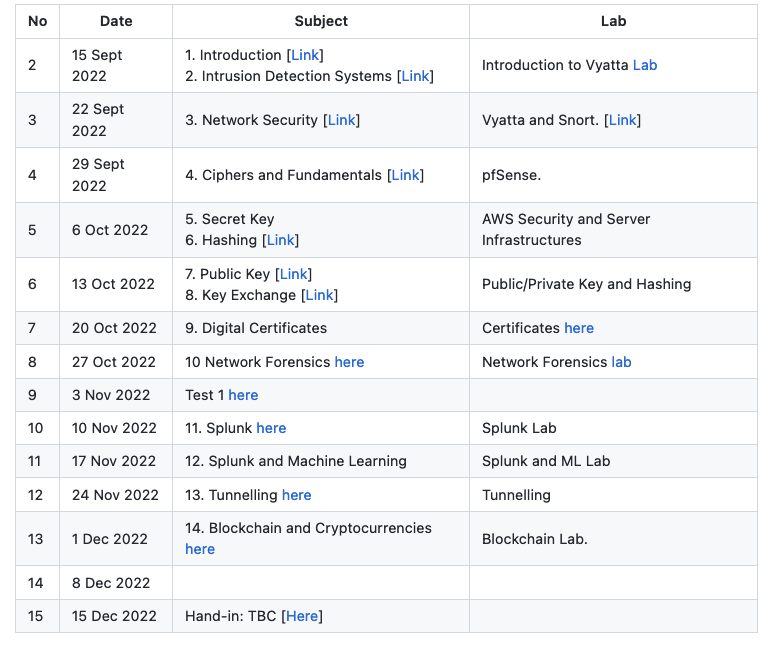 No Date Subject Lab
2 15 Sept 2022 1. Introduction [Link] Introduction to Vyatta Lab
2. Intrusion Detection Systems [Link]
3 22 Sept 2022 3. Network Security [Link] Vyatta and Snort. [Link]
4 29 Sept 2022 4. Ciphers and Fundamentals [Link] pfSense.
5 6 Oct 2022 5. Secret Key AWS Security and Server Infrastructures
6. Hashing [Link]
6 13 Oct 2022 7. Public Key [Link] Public/Private Key and Hashing
8. Key Exchange [Link]
7 20 Oct 2022 9. Digital Certificates Certificates here
8 27 Oct 2022 10 Network Forensics here Network Forensics lab
9 3 Nov 2022 Test 1 here
10 10 Nov 2022 11. Splunk here Splunk Lab
11 17 Nov 2022 12. Splunk and Machine Learning Splunk and ML Lab
12 24 Nov 2022 13. Tunnelling here Tunnelling
13 1 Dec 2022 14. Blockchain and Cryptocurrencies here Blockchain Lab.
14 8 Dec 2022
15 15 Dec 2022 Hand-in: TBC [Here]